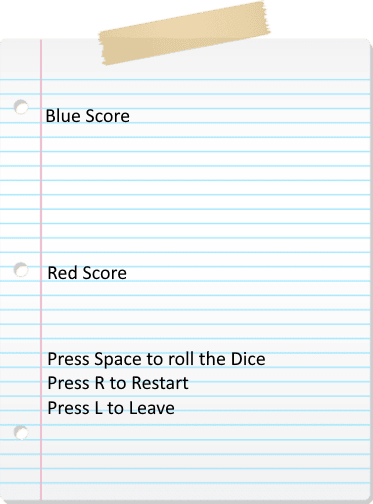 Blue Score
Red Score
Press Space to roll the Dice
Press R to Restart
Press L to Leave